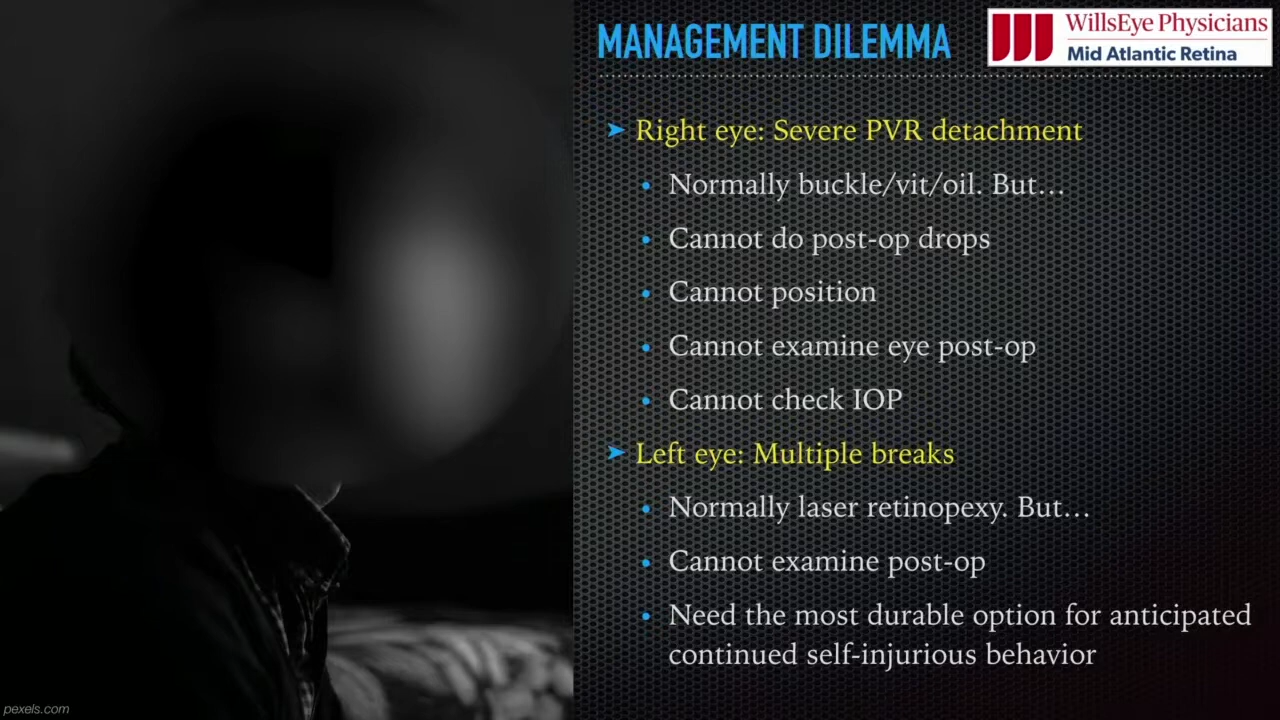 MANAGEMENT DILEMMA
WillsEye Physicians
Mid Atlantic Retina
➤ Right eye: Severe PVR detachment
• Normally buckle/vit/oil. But…
• Cannot do post-op drops
• Cannot position
• Cannot examine eye post-op
• Cannot check IOP
➤ Left eye: Multiple breaks
• Normally laser retinopexy. But…
• Cannot examine post-op
• Need the most durable option for anticipated
continued self-injurious behavior
pexels.com